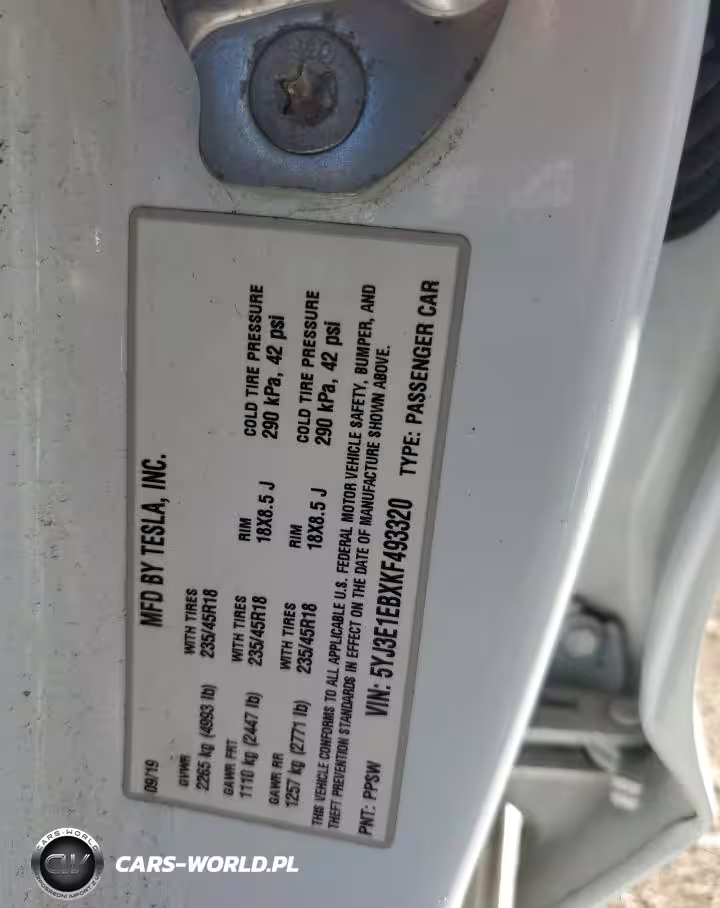 MFD BY TESLA, INC.
09/19
GVWR
2265 kg (4993 lb)
WITH TIRES
235/45R18
GAWR FRT
1110 kg (2447 lb)
WITH TIRES
235/45R18
RIM
18X8.5 J
COLD TIRE PRESSURE
290 kPa, 42 psi
GAWR RR
1257 kg (2771 lb)
WITH TIRES
235/45R18
RIM
18X8.5 J
COLD TIRE PRESSURE
290 kPa, 42 psi
THIS VEHICLE CONFORMS TO ALL APPLICABLE U.S. FEDERAL MOTOR VEHICLE SAFETY, BUMPER, AND
THEFT PREVENTION STANDARDS IN EFFECT ON THE DATE OF MANUFACTURE SHOWN ABOVE.
PNT: PPSW VIN: 5YJ3E1EBXKF493320 TYPE: PASSENGER CAR
CARS-WORLD
CW
CARS-WORLD.PL